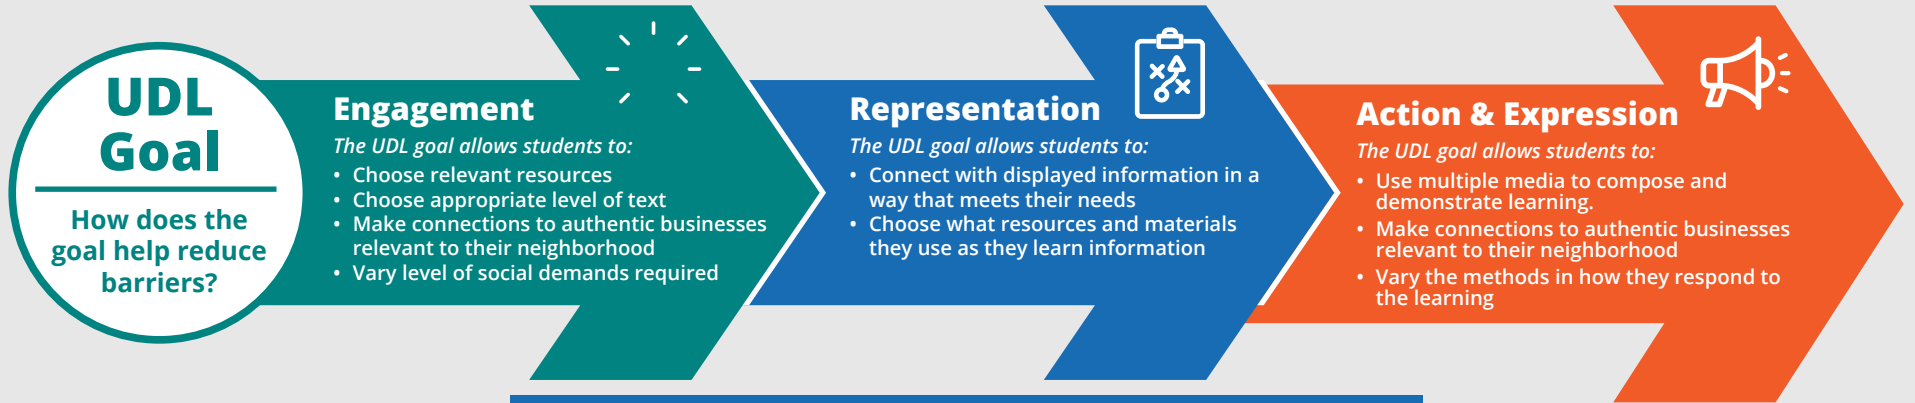 UDL
Goal
How does the
goal help reduce
barriers?
Engagement
The UDL goal allows students to:
• Choose relevant resources
• Choose appropriate level of text
• Make connections to authentic businesses
relevant to their neighborhood
• Vary level of social demands required
Representation
The UDL goal allows students to:
• Connect with displayed information in a
way that meets their needs
• Choose what resources and materials
they use as they learn information
Action & Expression
The UDL goal allows students to:
• Use multiple media to compose and
demonstrate learning.
• Make connections to authentic businesses
relevant to their neighborhood
• Vary the methods in how they respond to
the learning